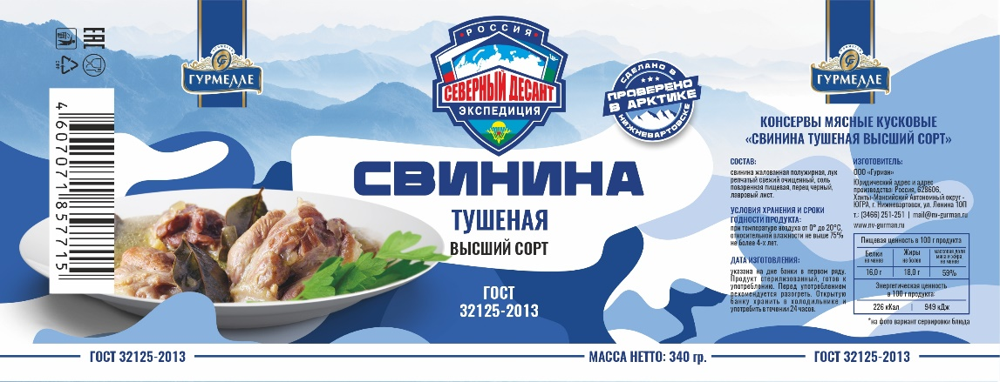 EAC
4 607071 857715
ГУРМЕЛЛЕ
РОССИЯ
СЕВЕРНЫЙ ДЕСАНТ
ЭКСПЕДИЦИЯ
СДЕЛАНО В
ПРОВЕРЕНО
В АРКТИКЕ
НИЖНЕВАРТОВСКЕ
СВИНИНА
ТУШЕНАЯ
ВЫСШИЙ СОРТ
ГОСТ
32125-2013
ГУРМЕЛЛЕ
КОНСЕРВЫ МЯСНЫЕ КУСКОВЫЕ
«СВИНИНА ТУШЕНАЯ ВЫСШИЙ СОРТ»
СОСТАВ:
свинина жалованная полужирная, лук
репчатый свежий очищенный, соль
поваренная пищевая, перец черный,
лавровый лист.
УСЛОВИЯ ХРАНЕНИЯ И СРОКИ
ГОДНОСТИ ПРОДУКТА:
при температуре воздуха от 0° до 20°С,
относительной влажности не выше 75%
не более 4-х лет.
ДАТА ИЗГОТОВЛЕНИЯ:
указана на дне банки в первом ряду.
Продукт стерилизованный, готов к
употреблению. Перед употреблением
рекомендуется разогреть. Открытую
банку хранить в холодильнике и
употребить в течении 24 часов.
ИЗГОТОВИТЕЛЬ:
ООО «Гурман»
Юридический адрес и адрес
производства: Россия, 628606,
Ханты-Мансийский Автономный округ -
ЮГРА, г. Нижневартовск, ул. Ленина 10П
т.: (3466) 251-251 | mail@nv-gurman.ru
www.nv-gurman.ru
Пищевая ценность в 100 г продукта
Белки
не менее
Жиры
не более
массовая доля
мяса и жира
не менее
16,0 г
18,0 г
59%
Энергетическая ценность
в 100 г продукта:
226 кКал | 949 кДж
*на фото вариант сервировки блюда
ГОСТ 32125-2013
МАССА НЕТТО: 340 гр.
ГОСТ 32125-2013